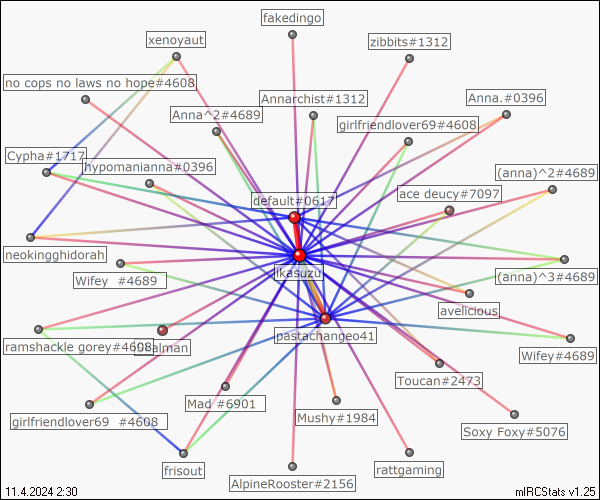 fakedingo
xenoyaut
zibbits#1312
no cops no laws no hope#4608
Annarchist#1312
Anna.#0396
Anna^2#4689
girlfriendlover69#4608
Cypha#1717
hypomanianna#0396
(anna)^2#4689
ace deucy#7097
default#0617
neokingghidorah
ikasuzu
(anna)^3#4689
Wifey #4689
avelicious
pastachangeo41
ramshackle gorey#4608
alman
Wifey#4689
Toucan#2473
Mad #6901
Mushy#1984
girlfriendlover69 #4608
Soxy Foxy#5076
frisout
AlpineRooster#2156
rattgaming
11.4.2024 2:30
mIRCStats v1.25